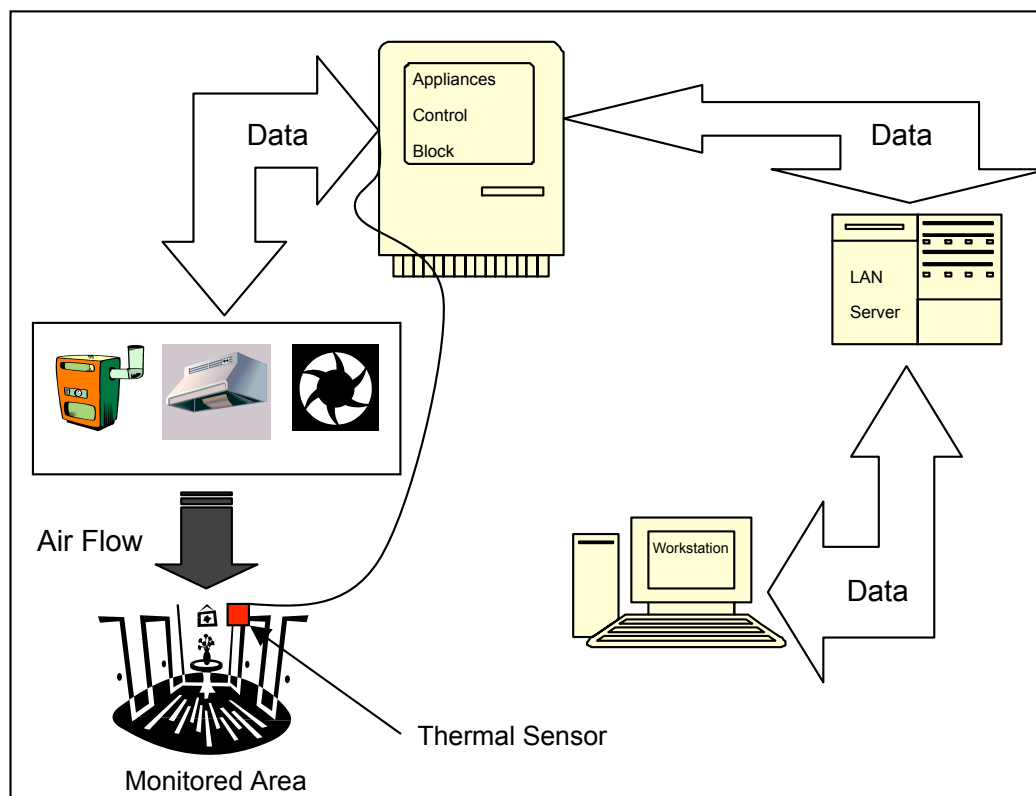 Appliances
Control
Block
Data
Data
LAN
Server
Air Flow
Workstation
Data
Thermal Sensor
Monitored Area